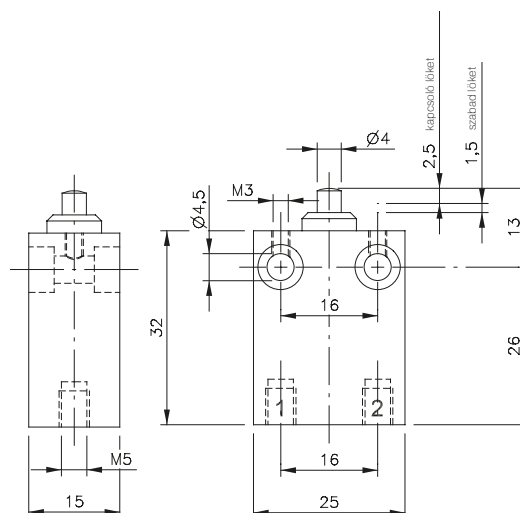 kapcsoló löket
2,5
szabad löket
1,5
Ø4
M3
Ø4,5
13
16
32
26
1
2
M5
16
15
25